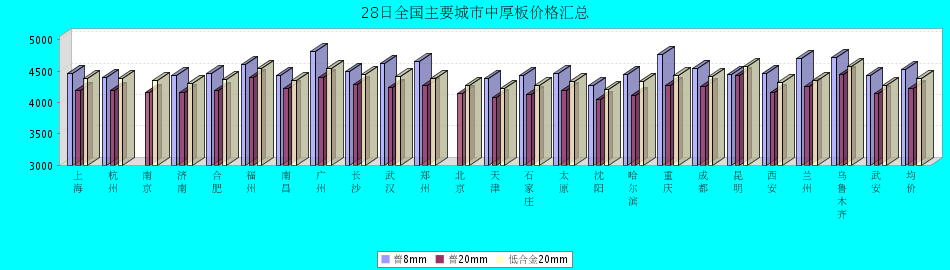 28日全国主要城市中厚板价格汇总
5000
4500
4000
3500
3000
上海
杭州
南京
济南
合肥
福州
南昌
广州
长沙
武汉
郑州
北京
天津
石家庄
太原
沈阳
哈尔滨
重庆
成都
昆明
西安
兰州
乌鲁木齐
武安
均价
普8mm
普20mm
低合金20mm